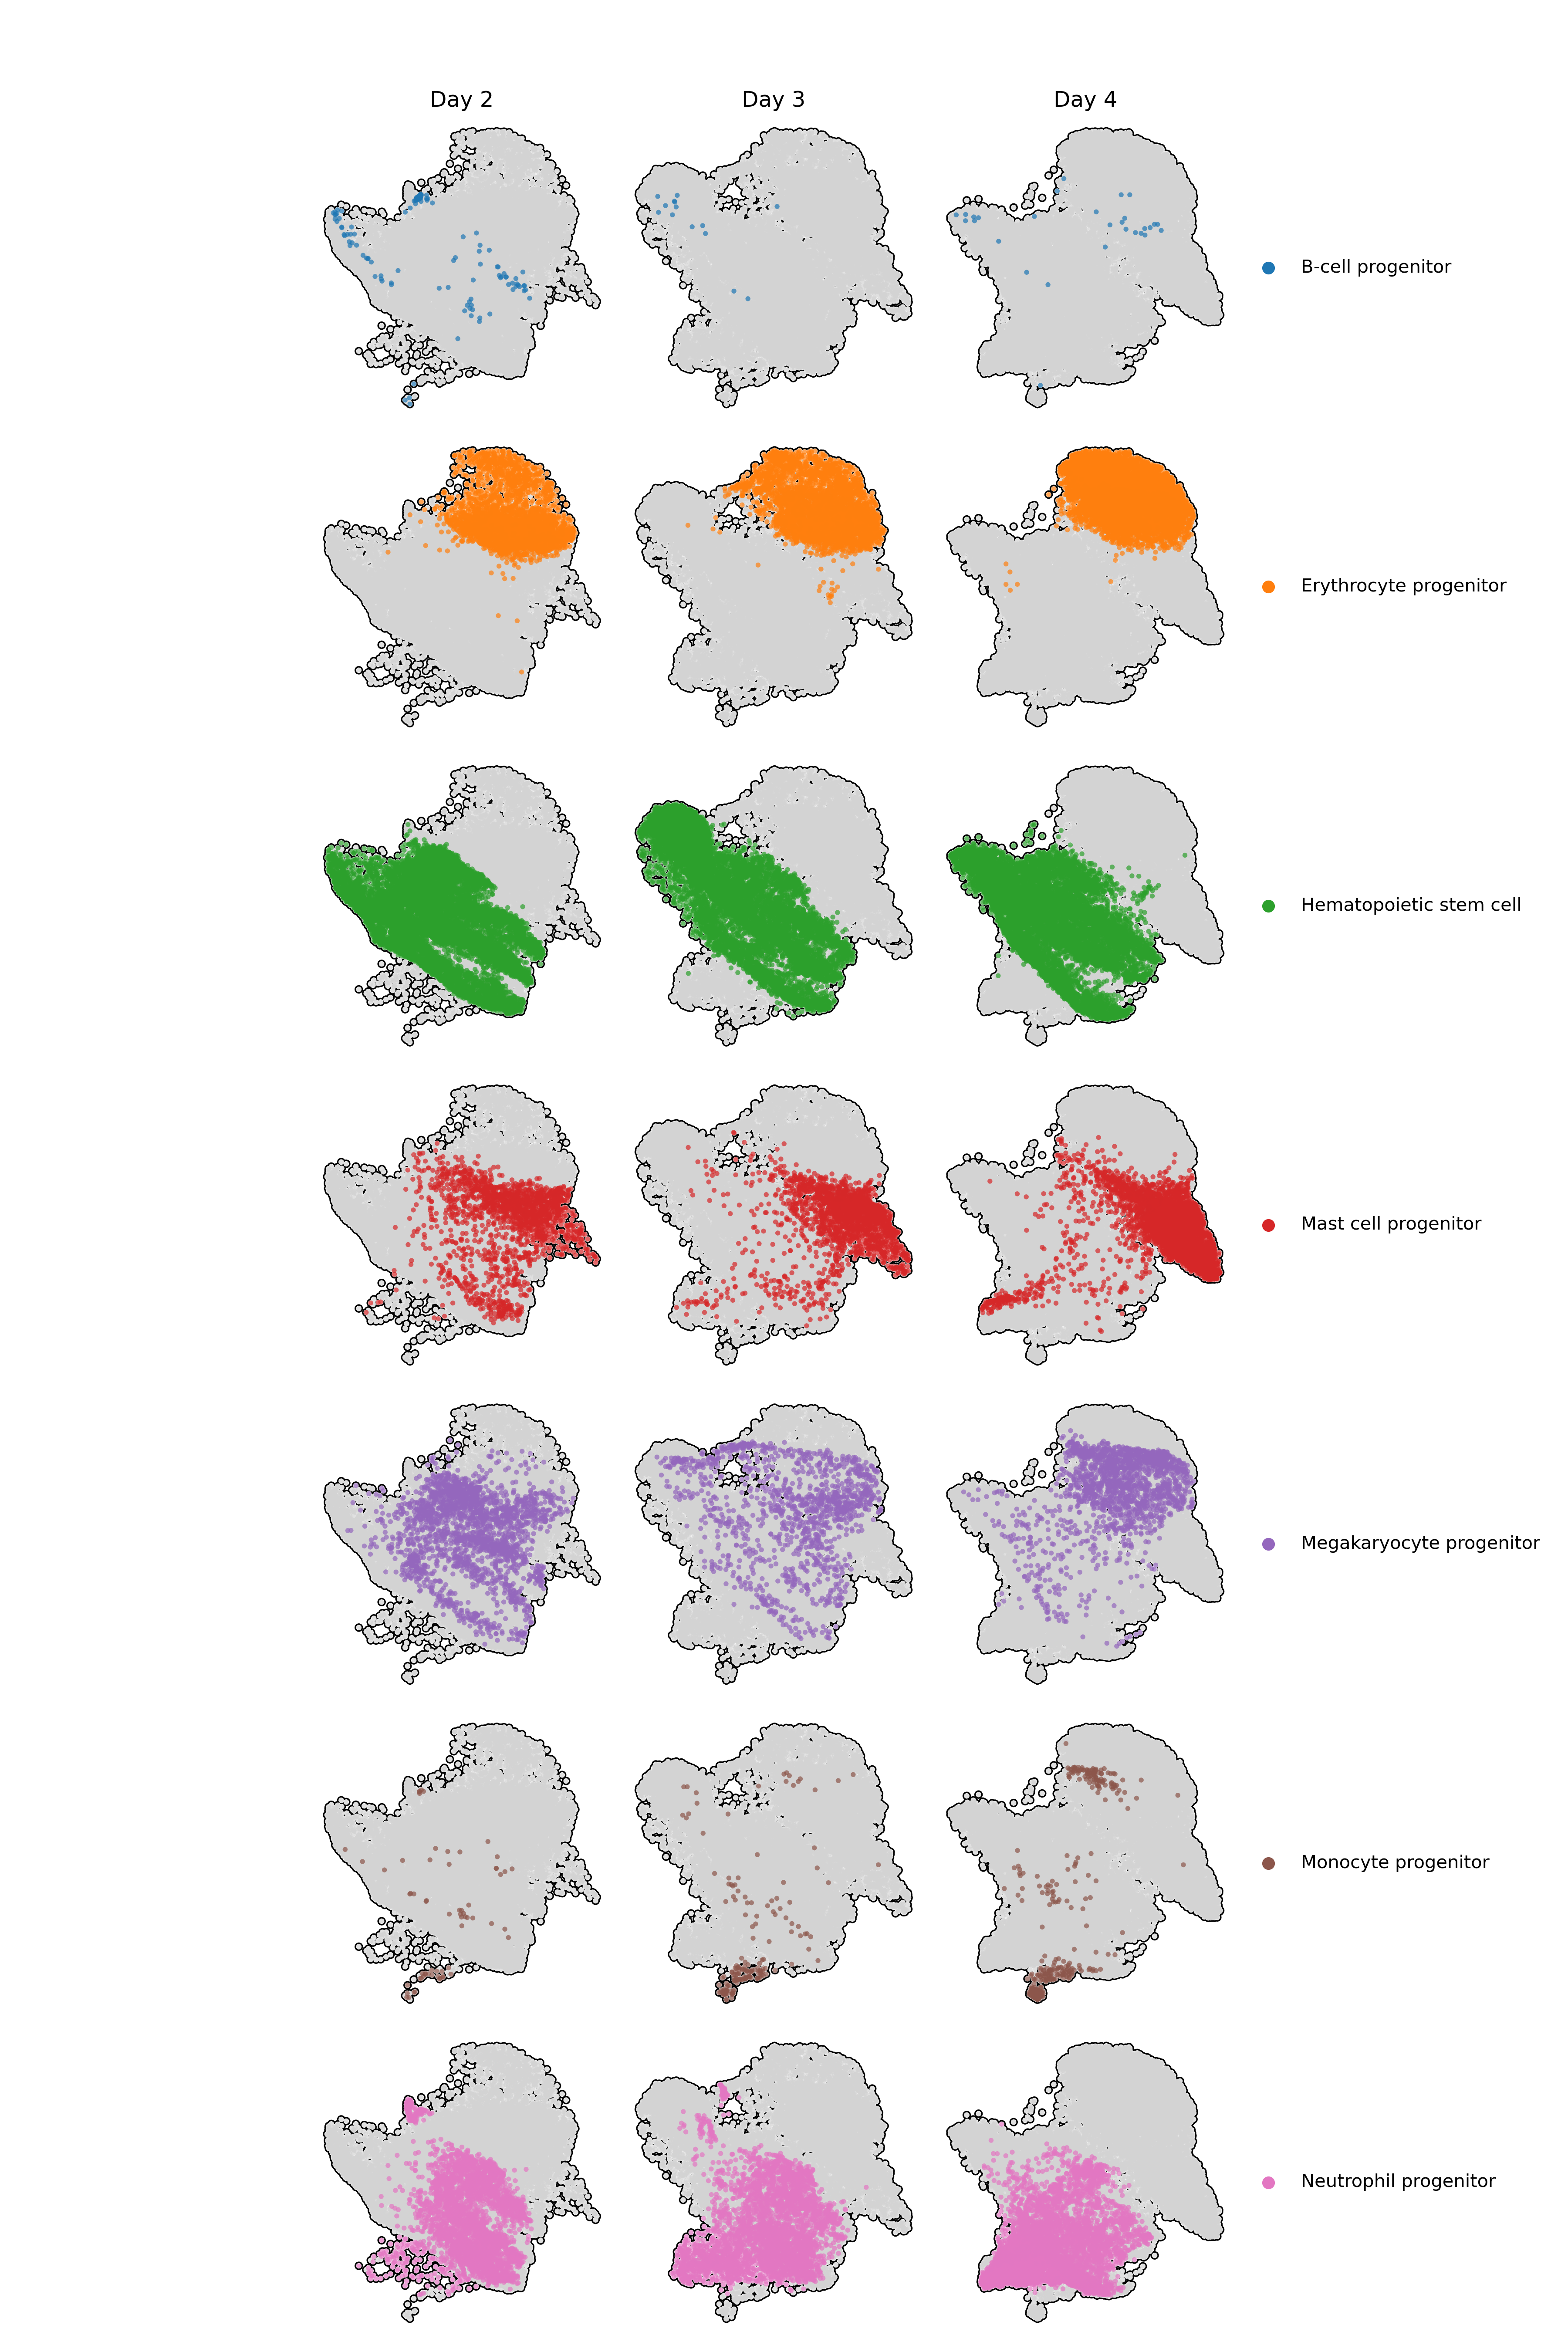 Day 2
Day 3
Day 4
B-cell progenitor
Erythrocyte progenitor
Hematopoietic stem cell
Mast cell progenitor
Megakaryocyte progenitor
Monocyte progenitor
Neutrophil progenitor